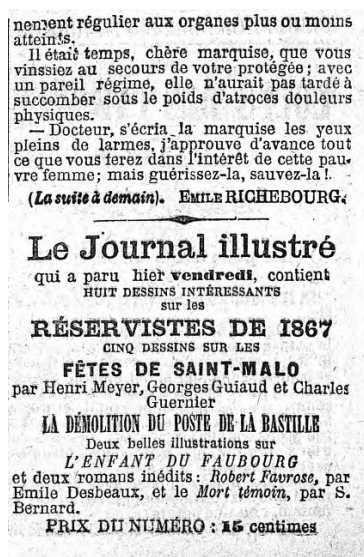 nement régulier aux organes plus ou moins
atteints.
Il était temps, chère marquise, que vous
vinssiez au secours de votre protégée ; avec
un pareil régime, elle n'aurait pas tardé à
succomber sous le poids d'atroces douleurs
physiques.
— Docteur, s'écria la marquise les yeux
pleins de larmes, j'approuve d'avance tout
ce que vous ferez dans l'intérêt de cette pau-
vre femme; mais guérissez-la, sauvez-la !.
(La suite à demain). EMILE RICHEBOURG.
Le Journal illustré
qui a paru hier vendredi, contient
HUIT DESSINS INTÉRESSANTS
sur les
RÉSERVISTES DE 1867
CINQ DESSINS SUR LES
FÊTES DE SAINT-MALO
par Henri Meyer, Georges Guiaud et Charles
Guernier
LA DÉMOLITION DU POSTE DE LA BASTILLE
Deux belles illustrations sur
L'ENFANT DU FAUBOURG
et deux romans inédits : Robert Favrose, par
Emile Desbeaux, et le Mort témoin, par S.
Bernard.
PRIX DU NUMÉRO : 15 centimes